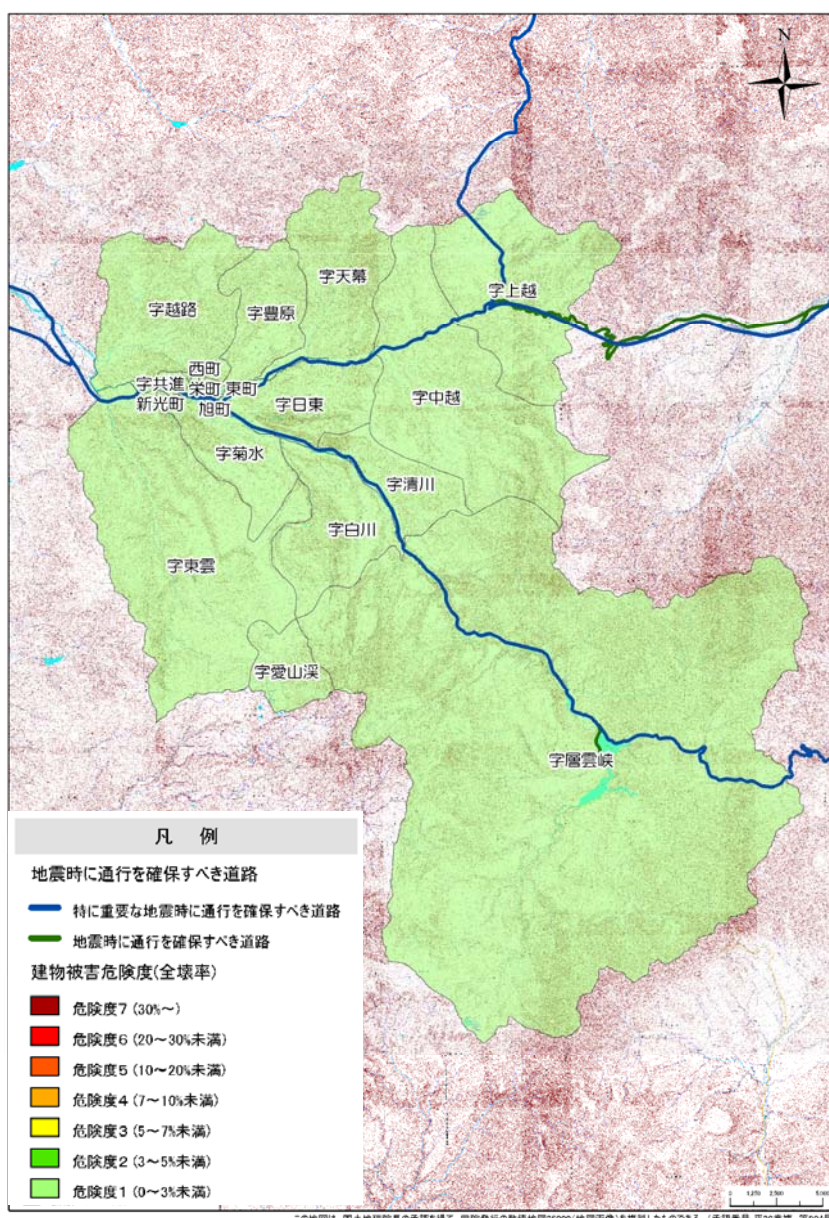 N
字天幕
字上越
字越路
字豊原
西町
字共進
栄町
東町
字中越
新光町
旭町
字日東
字菊水
字清川
字白川
字東雲
字愛山渓
字層雲峡
凡 例
地震時に通行を確保すべき道路
特に重要な地震時に通行を確保すべき道路
地震時に通行を確保すべき道路
建物被害危険度(全壊率)
危険度7 (30%～)
危険度6 (20～30%未満)
危険度5 (10～20%未満)
危険度4 (7～10%未満)
危険度3 (5～7%未満)
危険度2 (3～5%未満)
危険度1 (0～3%未満)